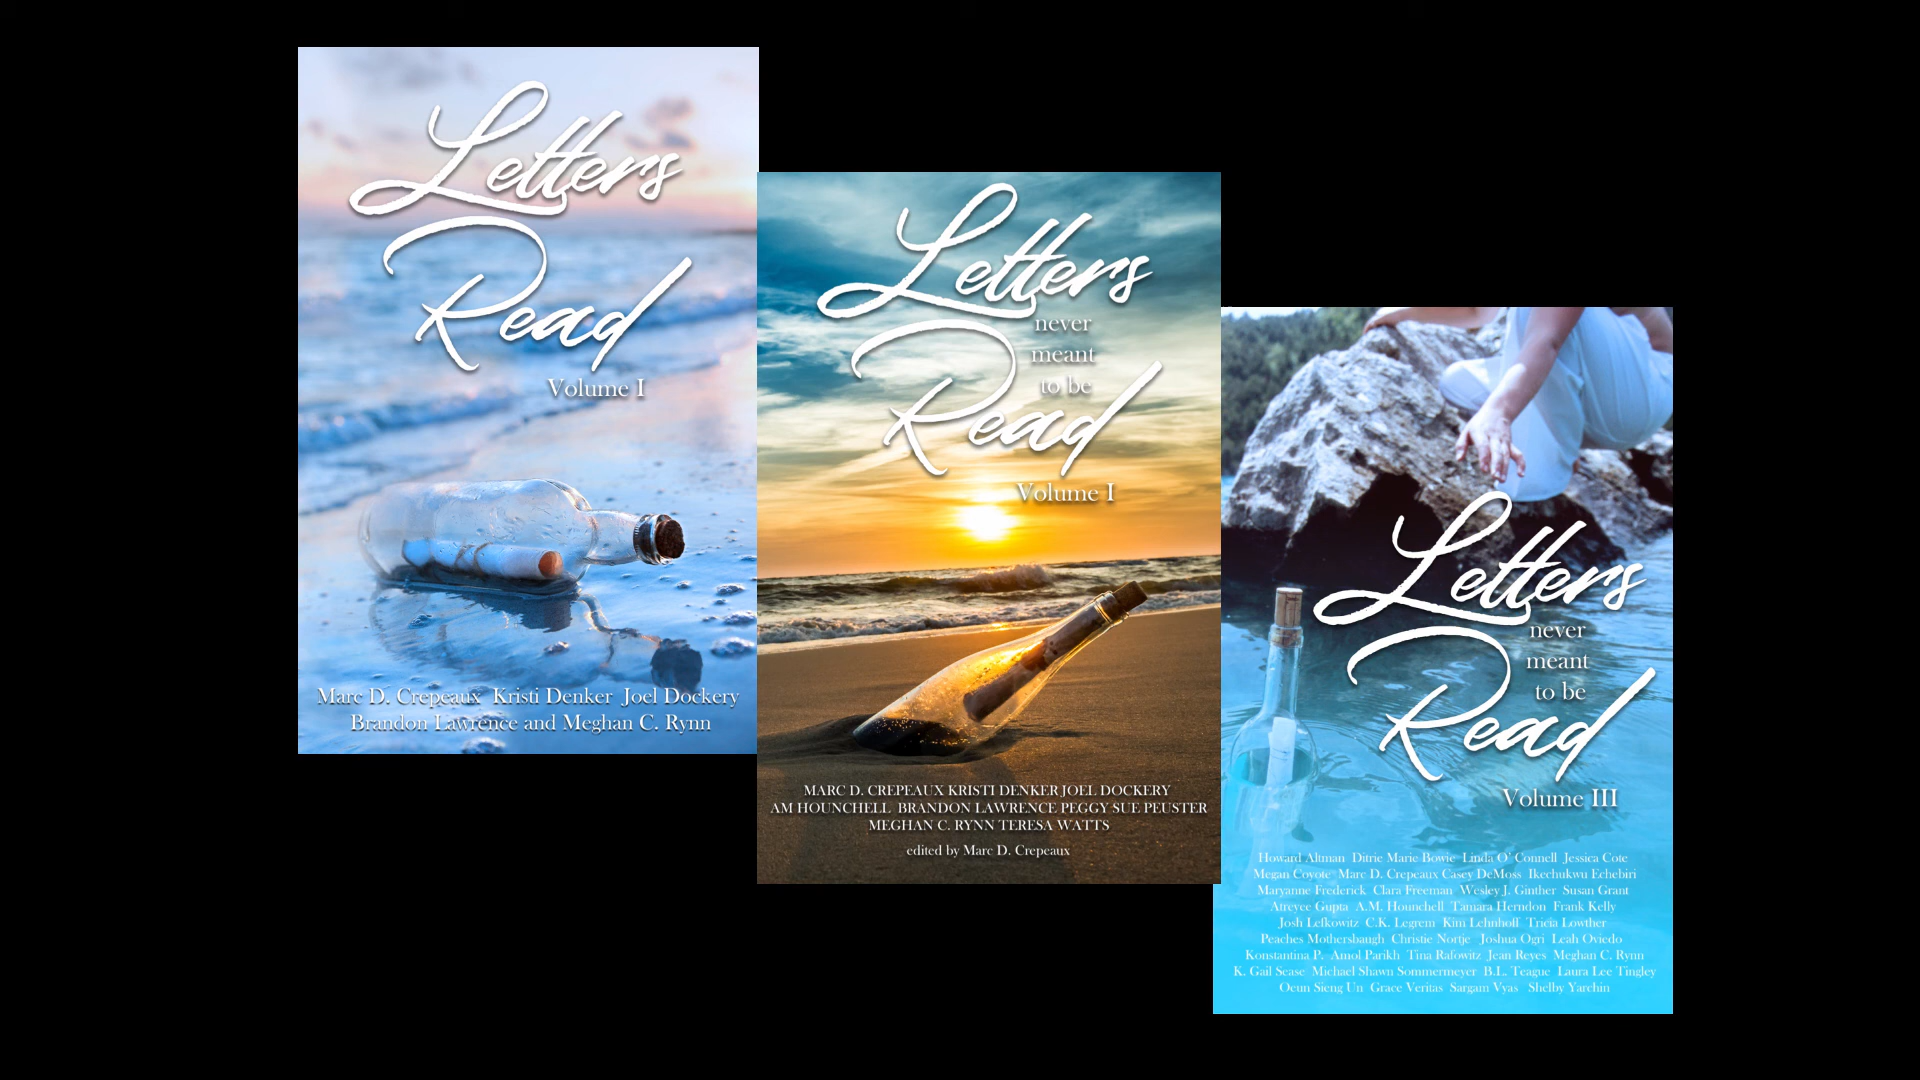 Letters
Read
Volume I
Marc D. Crepeaux Kristi Denker Joel Dockery
Brandon Lawrence and Meghan C. Rynn
Letters
never
meant
to be
Read
Volume I
MARC D. CREPEAUX KRISTI DENKER JOEL DOCKERY
AM HOUNCHELL BRANDON LAWRENCE PEGGY SUE PEUSTER
MEGHAN C. RYNN TERESA WATTS
edited by Marc D. Crepeaux
Letters
never
meant
to be
Read
Volume III
Howard Altman Ditrie Marie Bowie Linda O' Connell Jessica Cote
Megan Coyote Marc D. Crepeaux Casey DeMoss Ikechukwu Echebiri
Maryanne Frederick Clara Freeman Wesley J. Ginther Susan Grant
Atreyee Gupta A.M. Hounchell Tamara Herndon Frank Kelly
Josh Lefkowitz C.K. Legrem Kim Lehnhoff Tricia Lowther
Peaches Mothersbaugh Christie Nortje Joshua Ogri Leah Oviedo
Konstantina P. Amol Parikh Tina Rafowitz Jean Reyes Meghan C. Rynn
K. Gail Sease Michael Shawn Sommermeyer B.L. Teague Laura Lee Tingley
Oeun Sieng Un Grace Veritas Sargam Vyas Shelby Yarchin